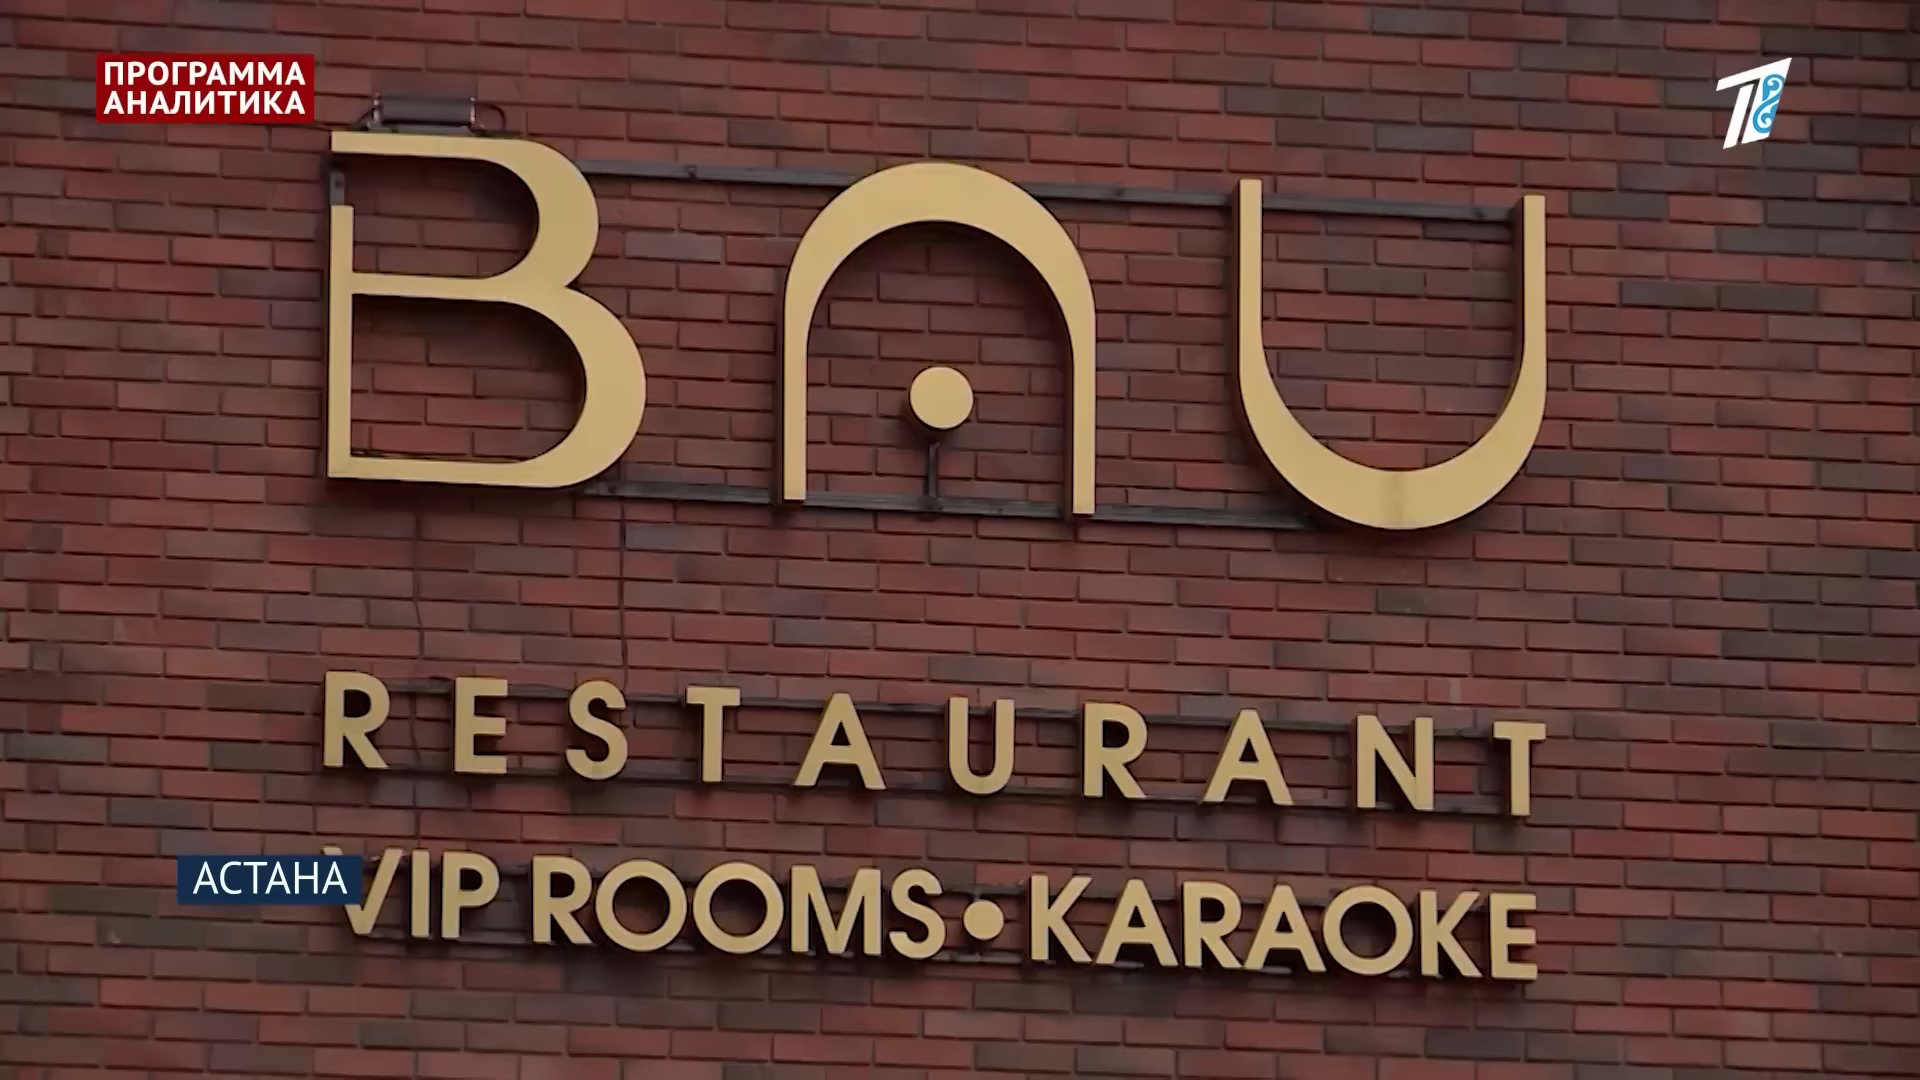 ПРОГРАММА
АНАЛИТИКА
BAU
RESTAURANT
АСТАНА
VIP ROOMS • KARAOKE